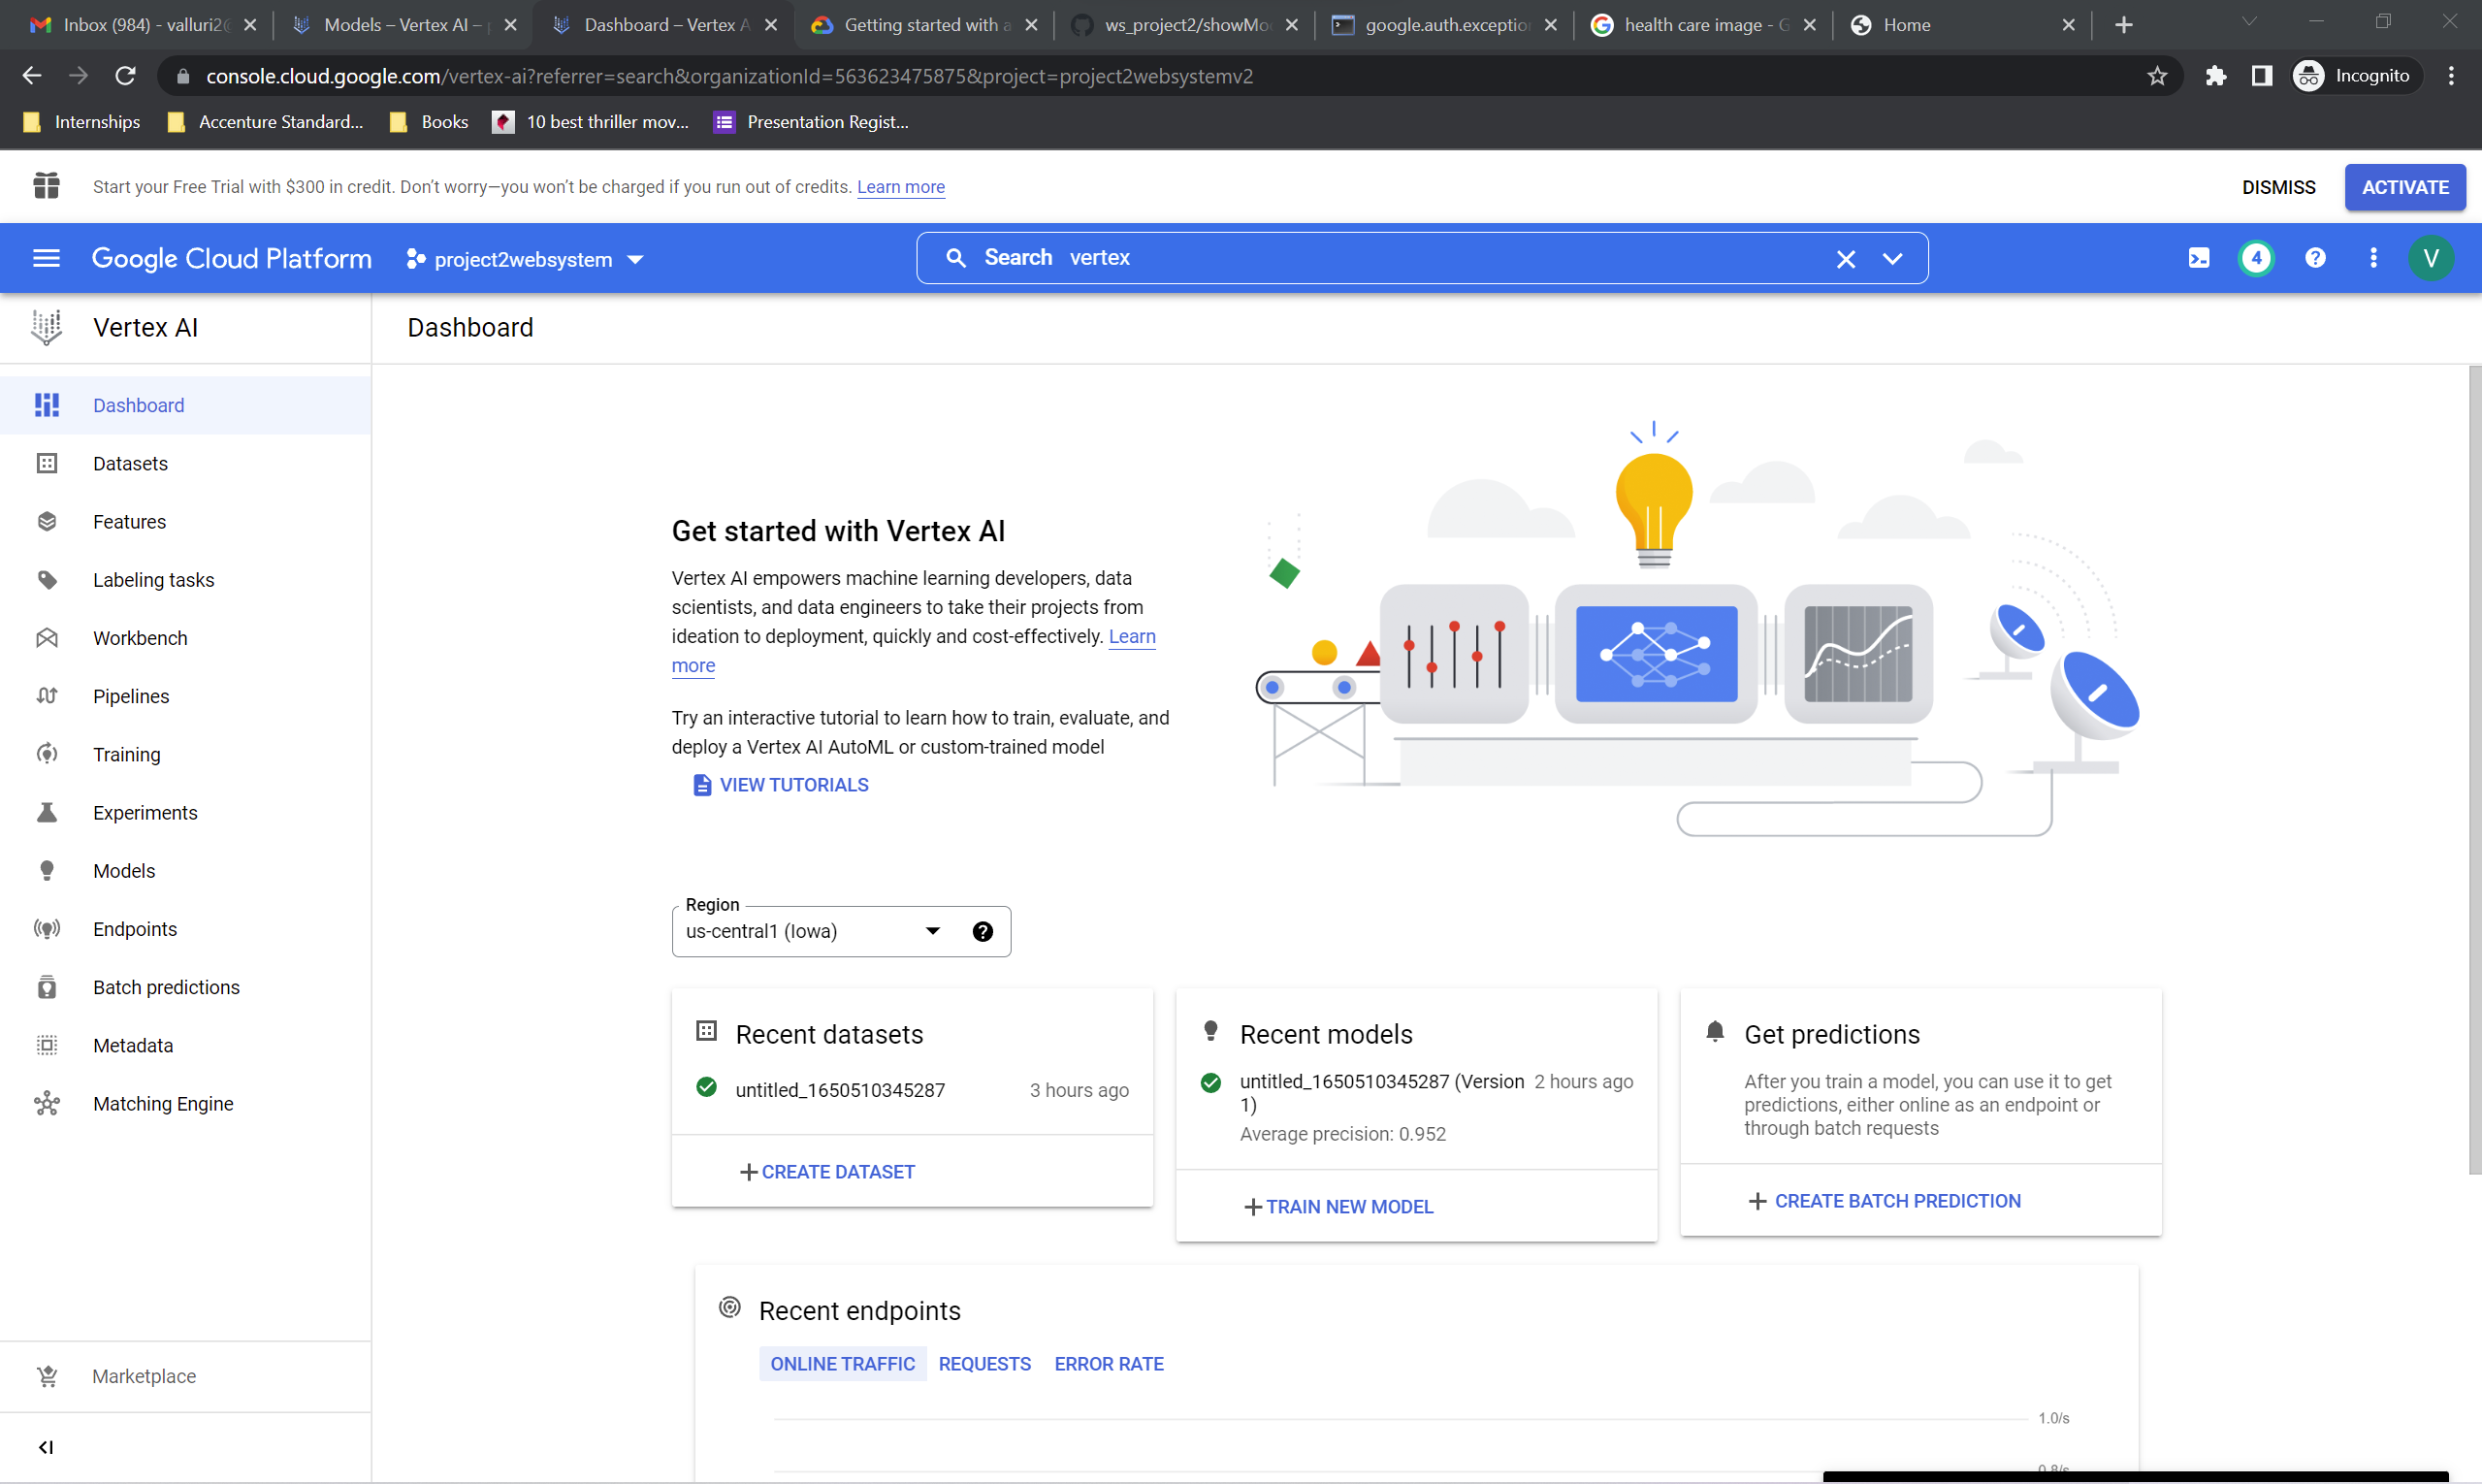 Inbox (984) - valluri2@
Models – Vertex AI –
Dashboard – Vertex A
Getting started with a
ws_project2/showMo
google.auth.exception
health care image - G
Home
console.cloud.google.com/vertex-ai?referrer=search&organizationId=563623475875&project=project2websystemv2
Incognito
Internships
Accenture Standard...
Books
10 best thriller mov...
Presentation Regist...
Start your Free Trial with $300 in credit. Don't worry—you won't be charged if you run out of credits. Learn more
DISMISS
ACTIVATE
Google Cloud Platform
project2websystem
Search vertex
4
V
Vertex AI
Dashboard
Dashboard
Datasets
Features
Labeling tasks
Workbench
Pipelines
Training
Experiments
Models
Endpoints
Batch predictions
Metadata
Matching Engine
Marketplace
Get started with Vertex AI
Vertex AI empowers machine learning developers, data
scientists, and data engineers to take their projects from
ideation to deployment, quickly and cost-effectively. Learn
more
Try an interactive tutorial to learn how to train, evaluate, and
deploy a Vertex AI AutoML or custom-trained model
VIEW TUTORIALS
Region
us-central1 (Iowa)
Recent datasets
untitled_1650510345287 3 hours ago
CREATE DATASET
Recent models
untitled_1650510345287 (Version 2 hours ago
1)
Average precision: 0.952
TRAIN NEW MODEL
Get predictions
After you train a model, you can use it to get
predictions, either online as an endpoint or
through batch requests
CREATE BATCH PREDICTION
Recent endpoints
ONLINE TRAFFIC
REQUESTS
ERROR RATE
1.0/s
0.8/s